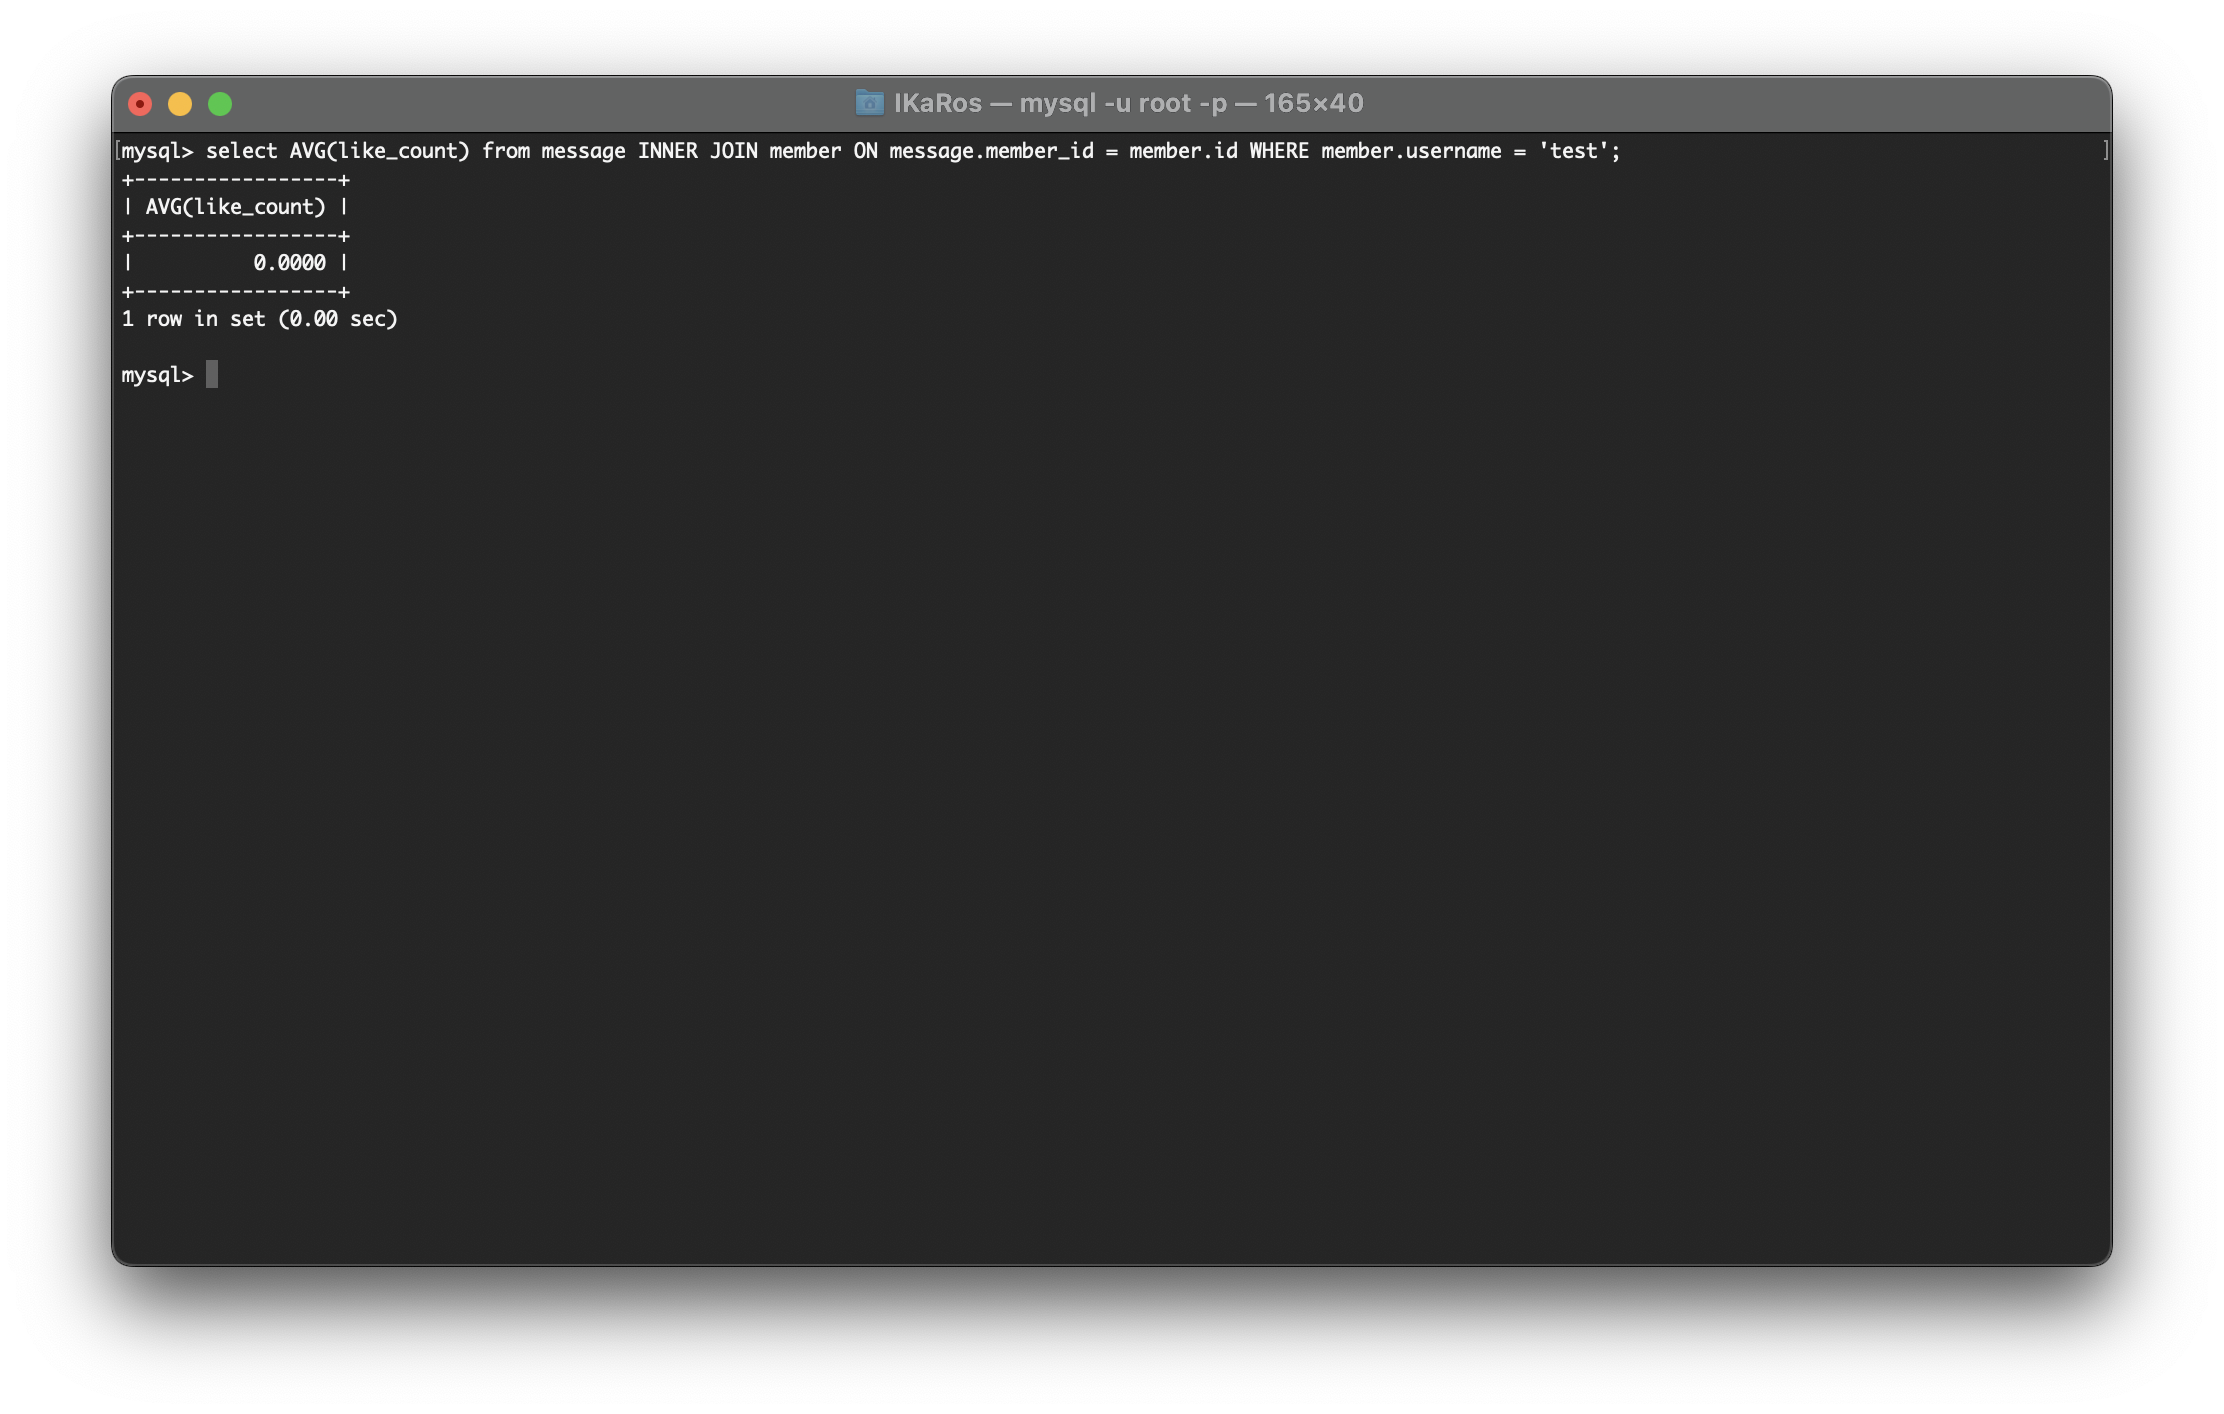 IKaRos — mysql -u root -p — 165×40
[mysql> select AVG(like_count) from message INNER JOIN member ON message.member_id = member.id WHERE member.username = 'test'; ]
+-----------------+
| AVG(like_count) |
+-----------------+
|          0.0000 |
+-----------------+
1 row in set (0.00 sec)
mysql>